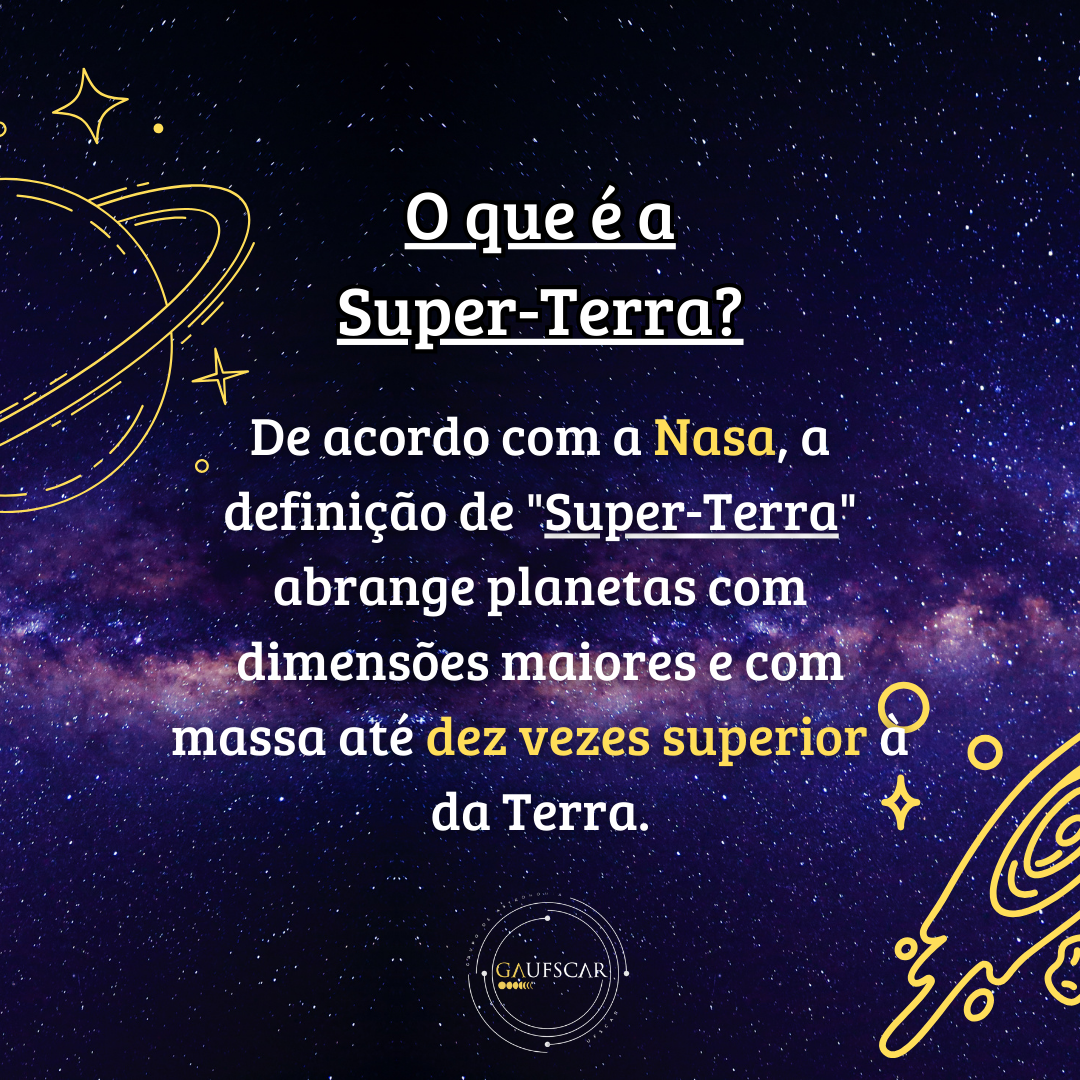 O que é a
Super-Terra?
De acordo com a Nasa, a
definição de "Super-Terra"
abrange planetas com
dimensões maiores e com
massa até dez vezes superior à
da Terra.
GAUFSCAR